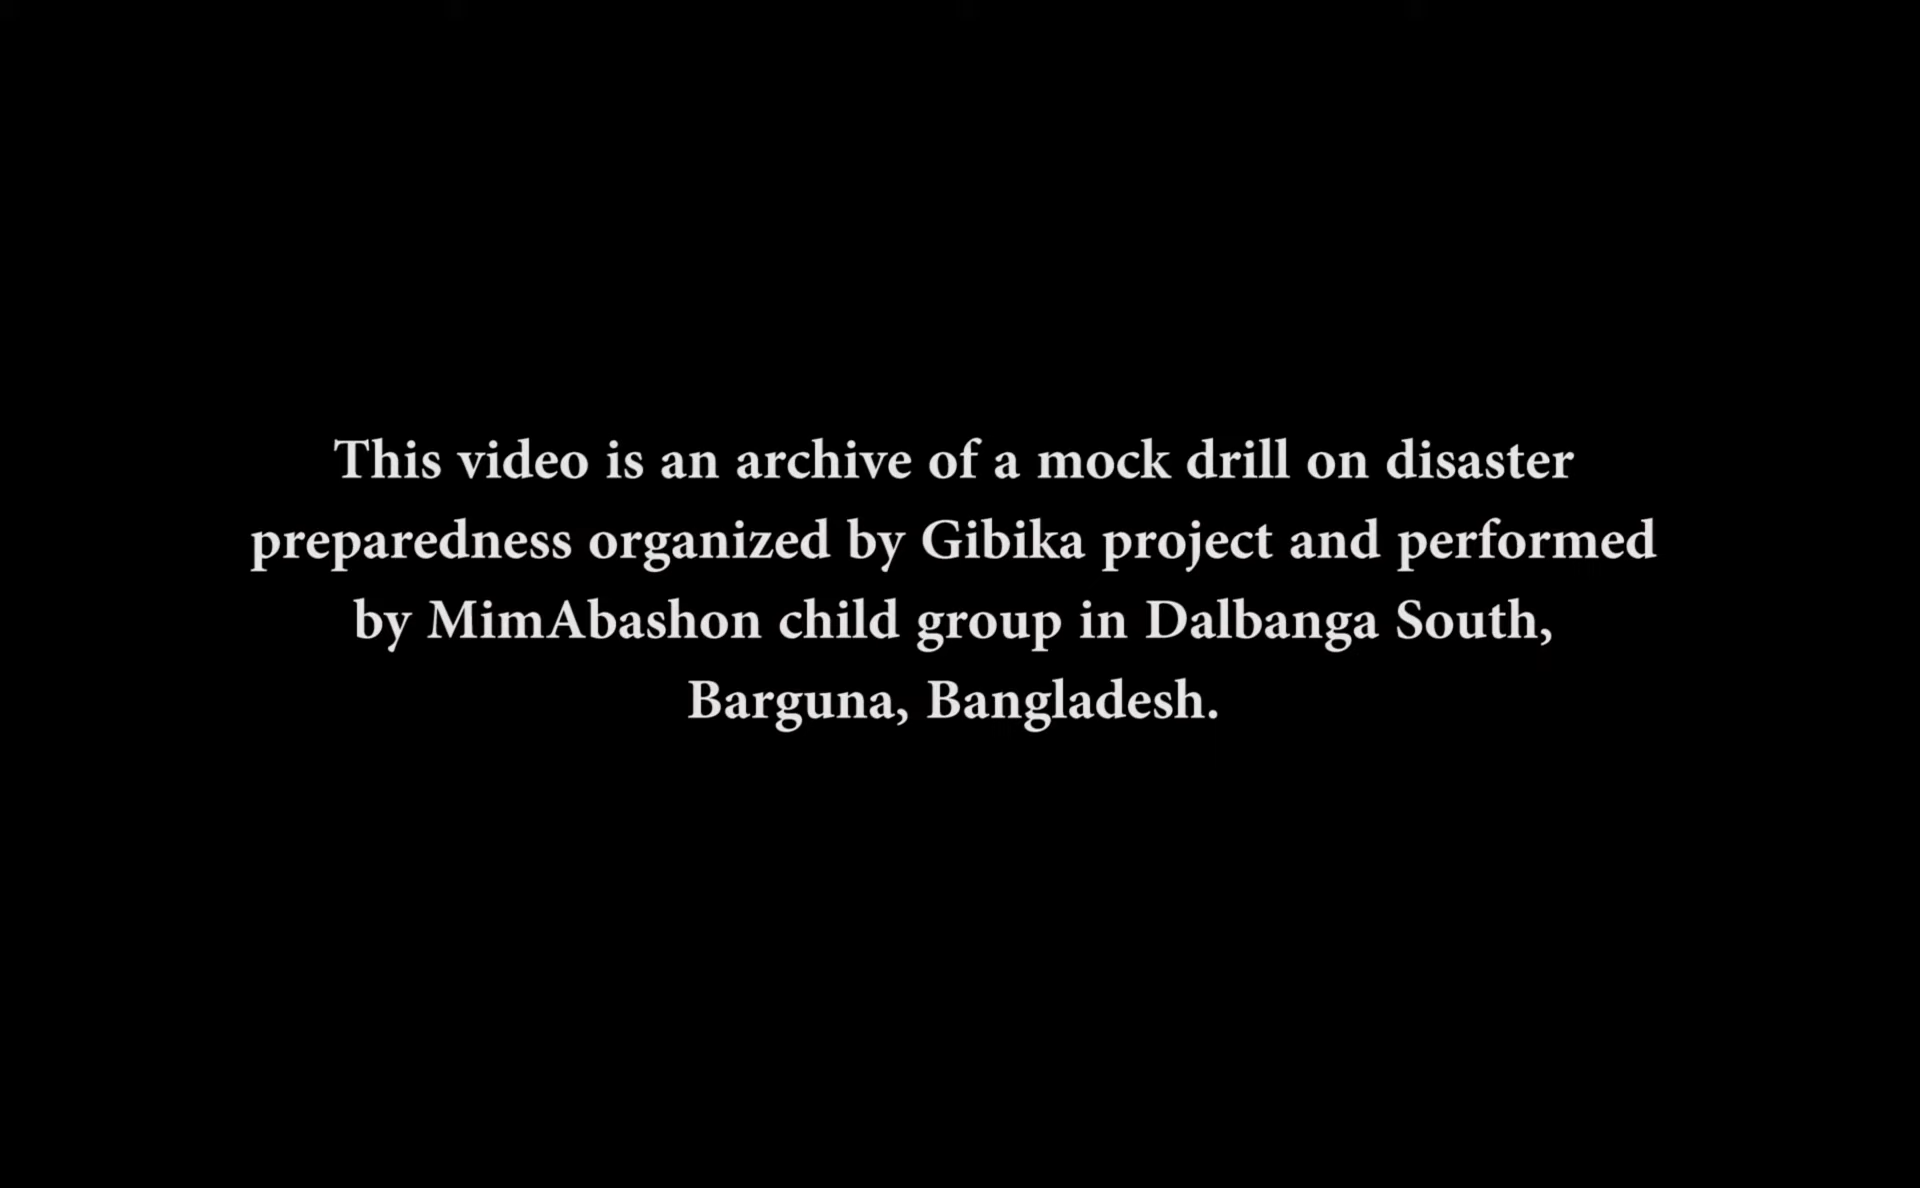 This video is an archive of a mock drill on disaster
preparedness organized by Gibika project and performed
by MimAbashon child group in Dalbanga South,
Barguna, Bangladesh.